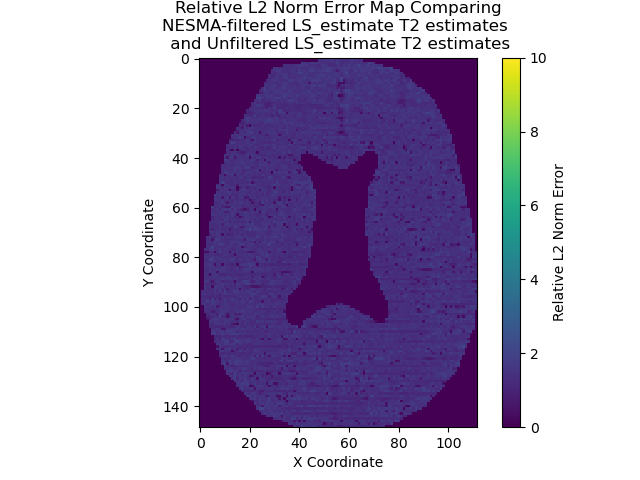 Relative L2 Norm Error Map Comparing
NESMA-filtered LS_estimate T2 estimates
and Unfiltered LS_estimate T2 estimates
0
20
40
60
80
100
120
140
Y Coordinate
0 20 40 60 80 100
X Coordinate
10
8
6
4
2
0
Relative L2 Norm Error